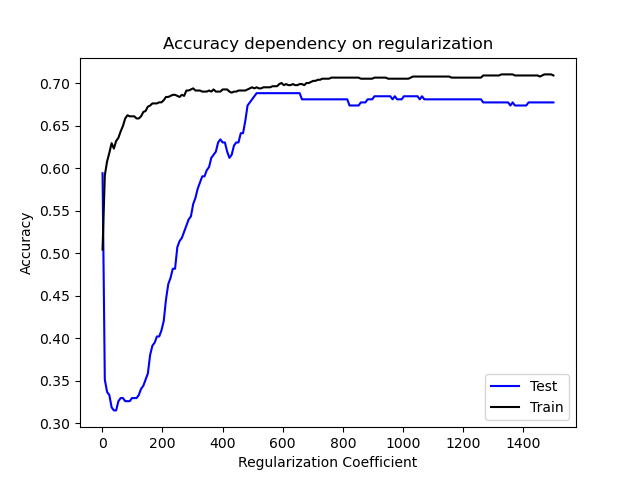 Accuracy dependency on regularization
0.70
0.65
0.60
0.55
0.50
0.45
0.40
0.35
0.30
Accuracy
Test
Train
0 200 400 600 800 1000 1200 1400
Regularization Coefficient